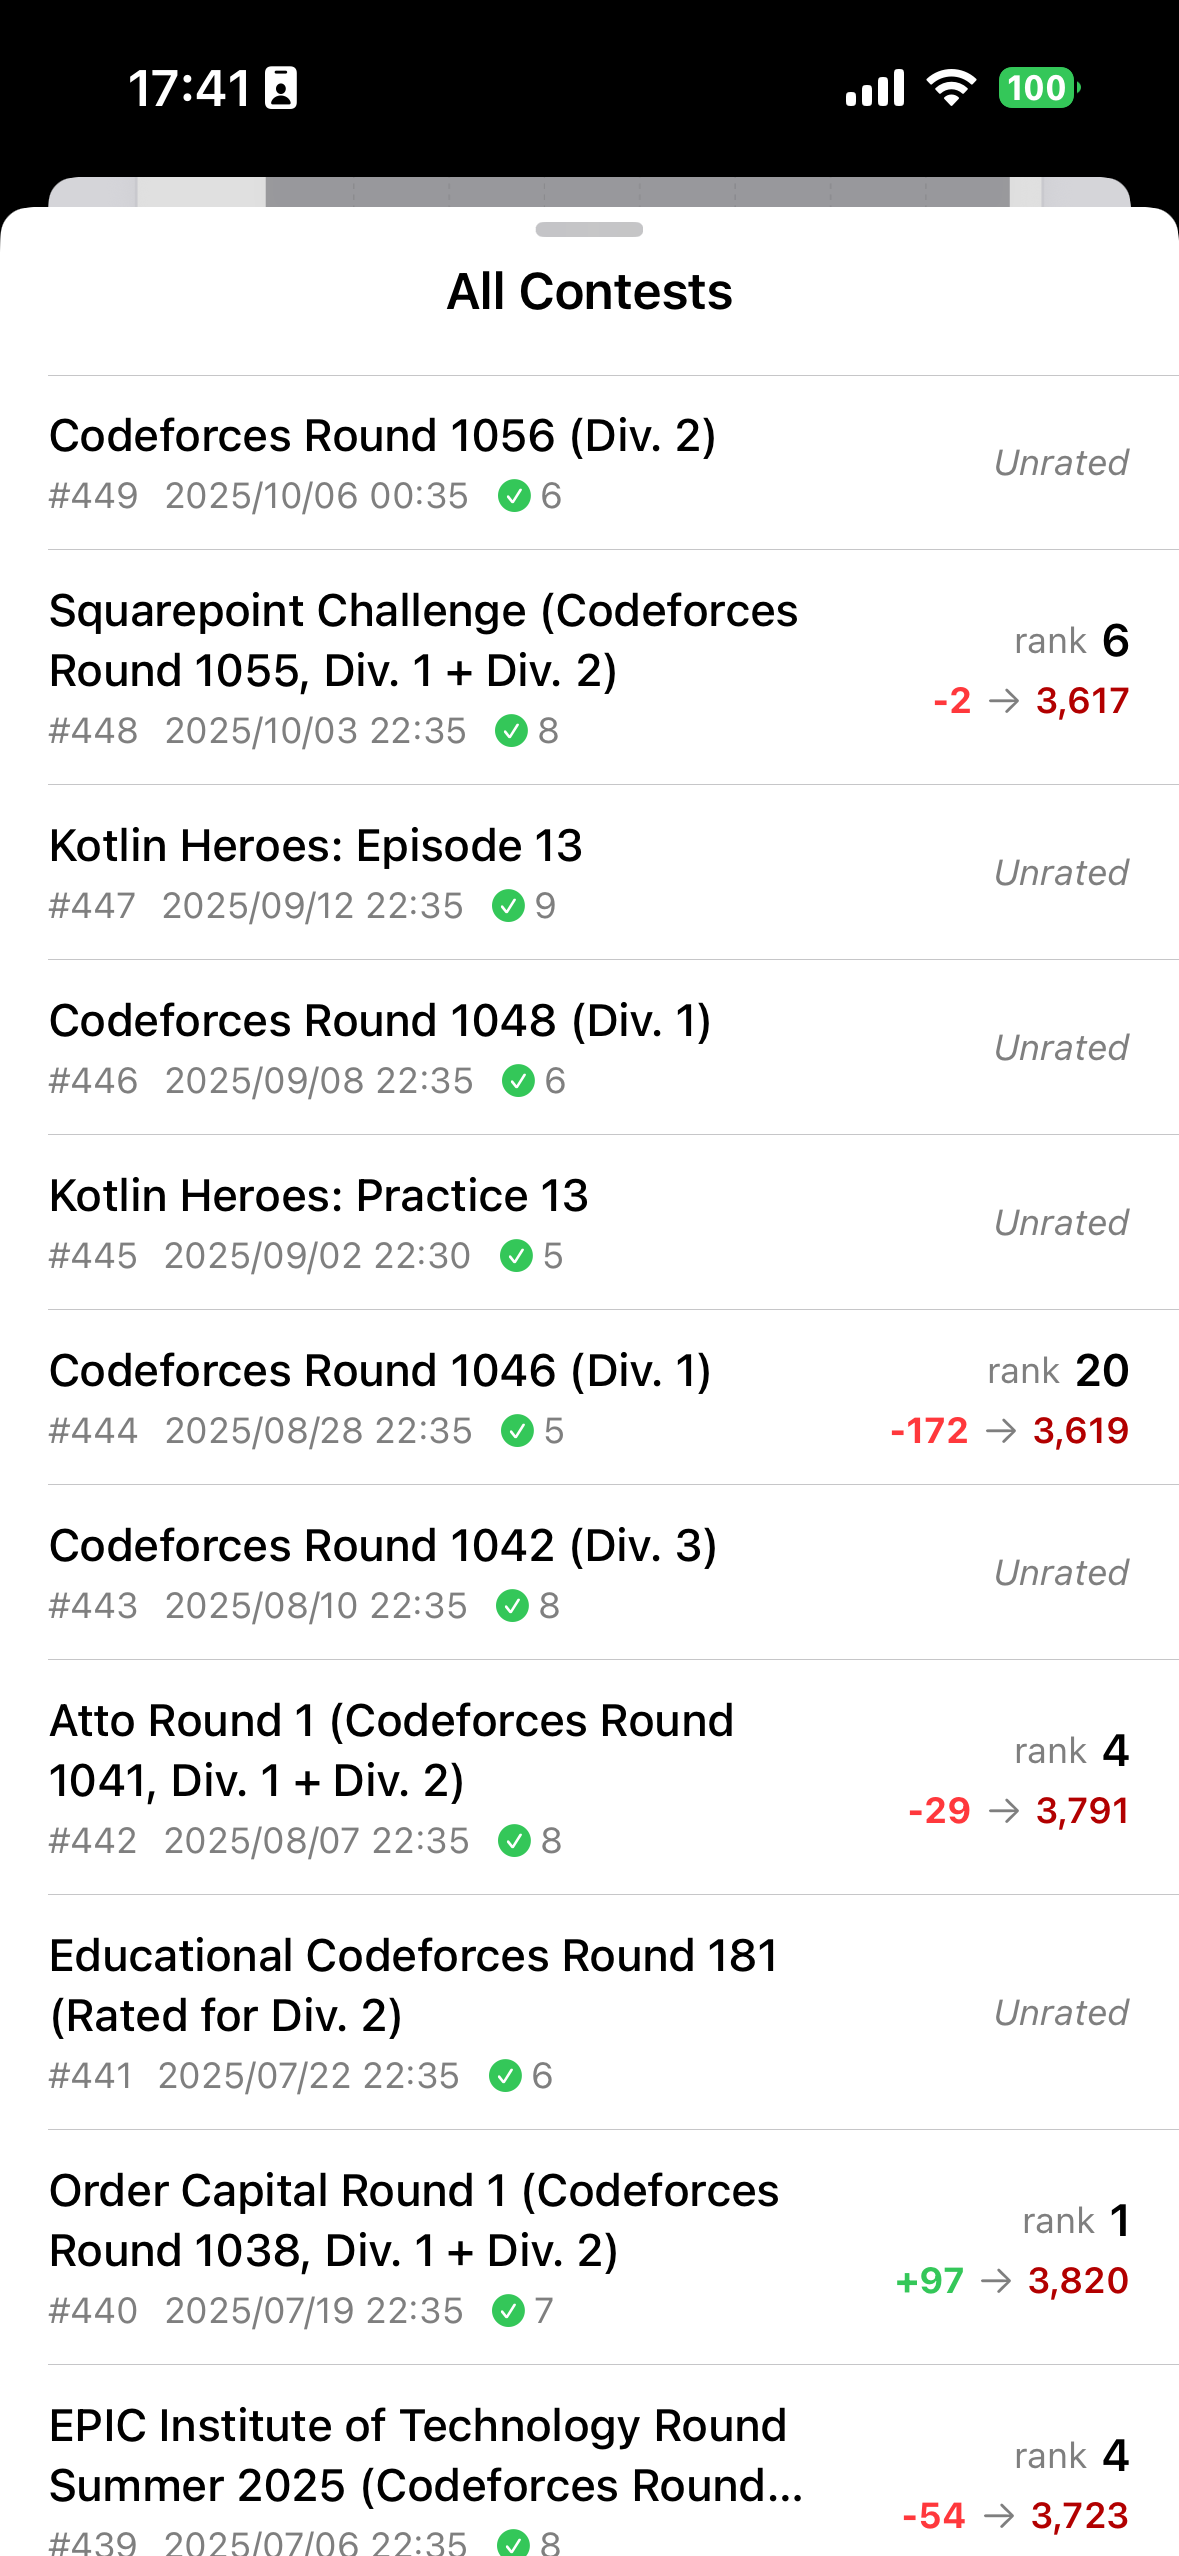 17:41
100
All Contests
Codeforces Round 1056 (Div. 2)
#449 2025/10/06 00:35 6
Unrated
Squarepoint Challenge (Codeforces
Round 1055, Div. 1 + Div. 2)
#448 2025/10/03 22:35 8
rank 6
-2 → 3,617
Kotlin Heroes: Episode 13
#447 2025/09/12 22:35 9
Unrated
Codeforces Round 1048 (Div. 1)
#446 2025/09/08 22:35 6
Unrated
Kotlin Heroes: Practice 13
#445 2025/09/02 22:30 5
Unrated
Codeforces Round 1046 (Div. 1)
#444 2025/08/28 22:35 5
rank 20
-172 → 3,619
Codeforces Round 1042 (Div. 3)
#443 2025/08/10 22:35 8
Unrated
Atto Round 1 (Codeforces Round
1041, Div. 1 + Div. 2)
#442 2025/08/07 22:35 8
rank 4
-29 → 3,791
Educational Codeforces Round 181
(Rated for Div. 2)
#441 2025/07/22 22:35 6
Unrated
Order Capital Round 1 (Codeforces
Round 1038, Div. 1 + Div. 2)
#440 2025/07/19 22:35 7
rank 1
+97 → 3,820
EPIC Institute of Technology Round
Summer 2025 (Codeforces Round...
#439 2025/07/06 22:35 8
rank 4
-54 → 3,723